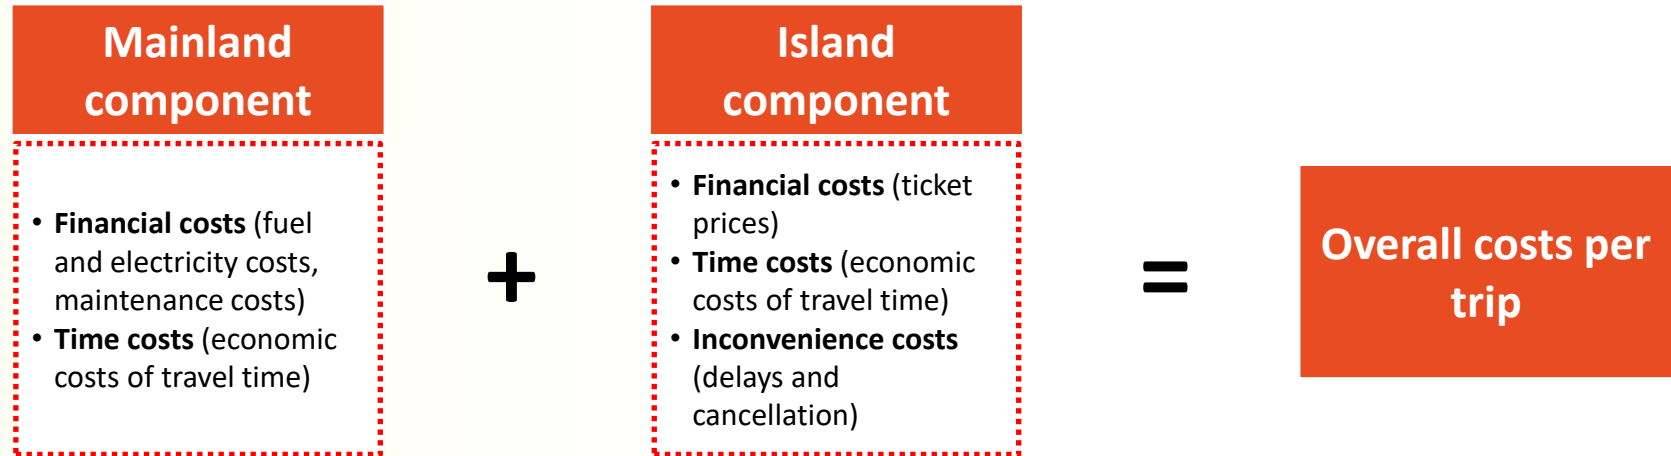 Mainland
component
• Financial costs (fuel
and electricity costs,
maintenance costs)
• Time costs (economic
costs of travel time)
+
Island
component
• Financial costs (ticket
prices)
• Time costs (economic
costs of travel time)
• Inconvenience costs
(delays and
cancellation)
=
Overall costs per
trip